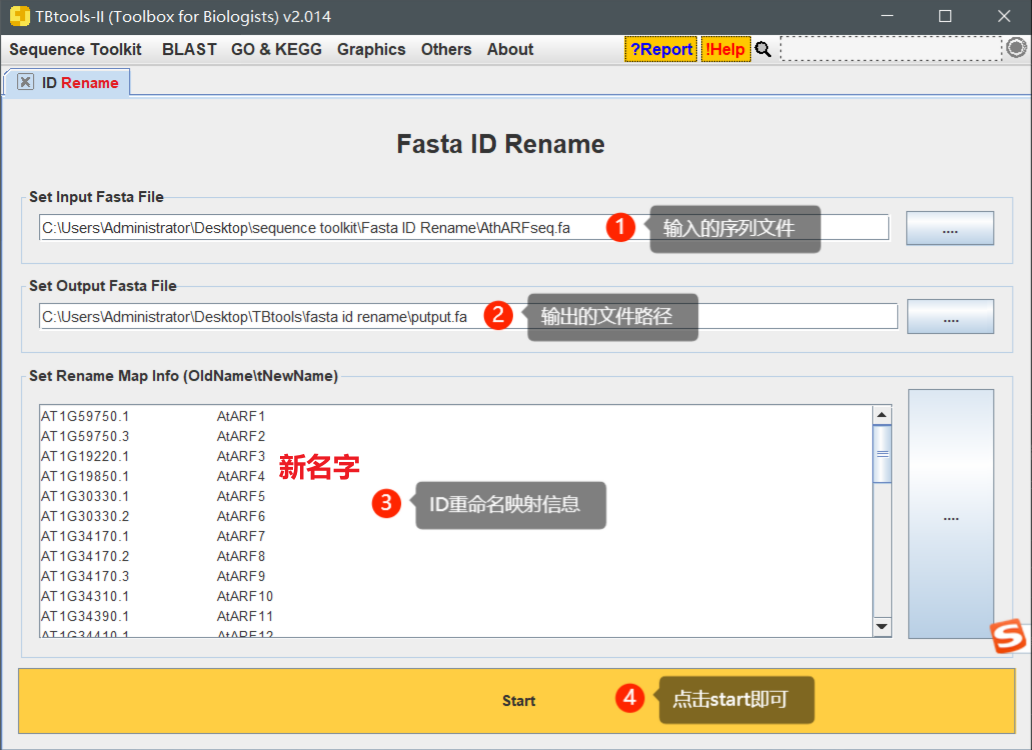 TBtools-II (Toolbox for Biologists) v2.014
Sequence Toolkit BLAST GO & KEGG Graphics Others About ?Report !Help
ID Rename
Fasta ID Rename
Set Input Fasta File
C:\Users\Administrator\Desktop\sequence toolkit\Fasta ID Rename\AthARFseq.fa 1 输入的序列文件 ....
Set Output Fasta File
C:\Users\Administrator\Desktop\TBtools\fasta id rename\putput.fa 2 输出的文件路径 ....
Set Rename Map Info (OldName\tNewName)
AT1G59750.1 AtARF1
AT1G59750.3 AtARF2
AT1G19220.1 AtARF3
新名字
AT1G19850.1 AtARF4
AT1G30330.1 AtARF5
3 ID重命名映射信息
AT1G30330.2 AtARF6
....
AT1G34170.1 AtARF7
AT1G34170.2 AtARF8
AT1G34170.3 AtARF9
AT1G34310.1 AtARF10
AT1G34390.1 AtARF11
AT1G34410.1 AtARF12
S
Start 4 点击start即可